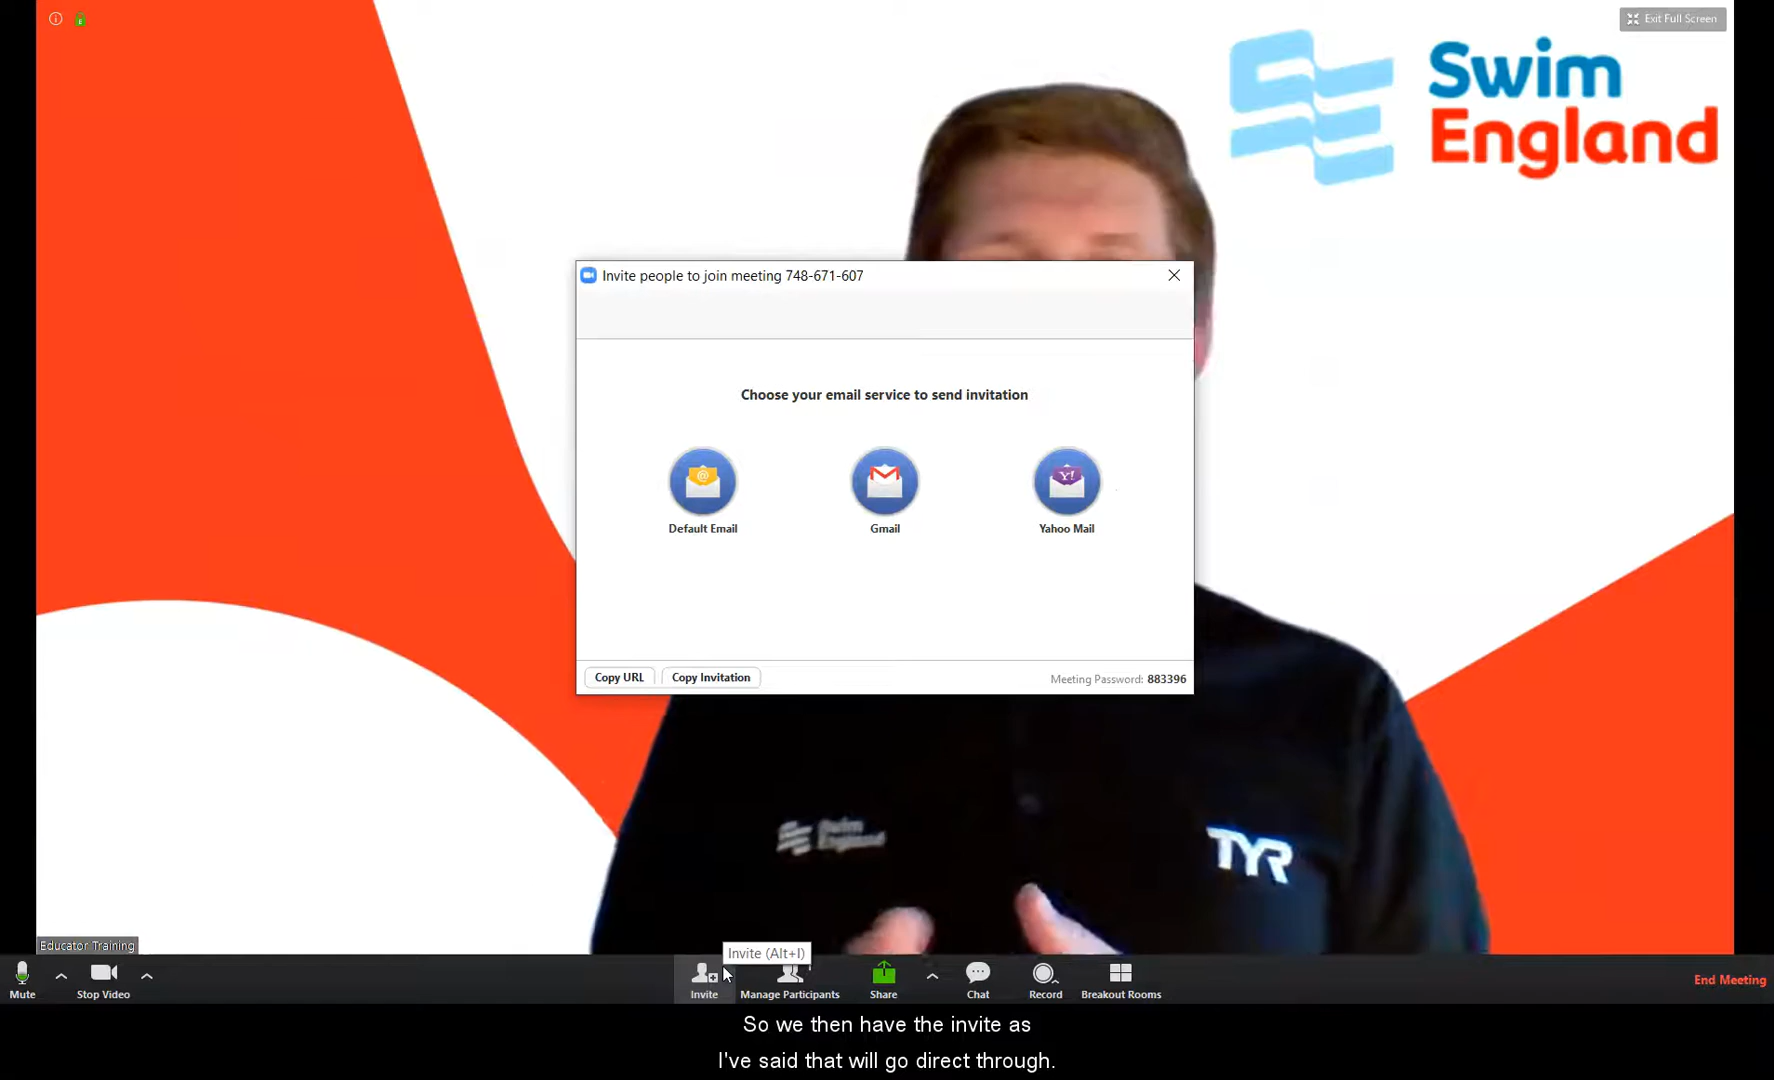 Exit Full Screen
Swim
England
Invite people to join meeting 748-671-607
Choose your email service to send invitation
@
Y!
Default Email
Gmail
Yahoo Mail
Copy URL
Copy Invitation
Meeting Password: 883396
Swim
England
TYR
Educator Training
Invite (Alt+I)
Mute
Stop Video
Invite
Manage Participants
Share
Chat
Record
Breakout Rooms
End Meeting
So we then have the invite as
I've said that will go direct through.